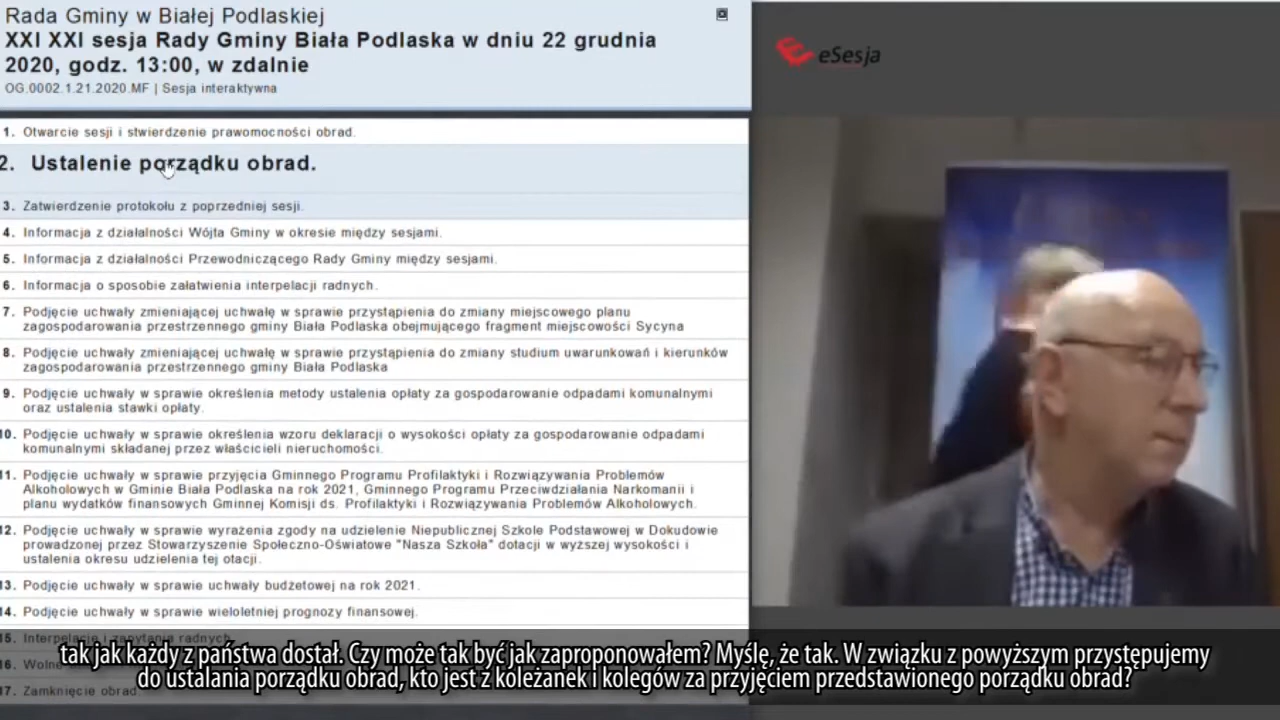 Rada Gminy w Białej Podlaskiej
XXI XXI sesja Rady Gminy Biała Podlaska w dniu 22 grudnia
2020, godz. 13:00, w zdalnie
OG.0002.1.21.2020.MF | Sesja interaktywna
eSesja
1. Otwarcie sesji i stwierdzenie prawomocności obrad.
2. Ustalenie porządku obrad.
3. Zatwierdzenie protokołu z poprzedniej sesji.
4. Informacja z działalności Wójta Gminy w okresie między sesjami.
5. Informacja z działalności Przewodniczącego Rady Gminy między sesjami.
6. Informacja o sposobie załatwienia interpelacji radnych.
7. Podjęcie uchwały zmieniającej uchwałę w sprawie przystąpienia do zmiany miejscowego planu
zagospodarowania przestrzennego gminy Biała Podlaska obejmującego fragment miejscowości Sycyna
8. Podjęcie uchwały zmieniającej uchwałę w sprawie przystąpienia do zmiany studium uwarunkowań i kierunków
zagospodarowania przestrzennego gminy Biała Podlaska
9. Podjęcie uchwały w sprawie określenia metody ustalenia opłaty za gospodarowanie odpadami komunalnymi
oraz ustalenia stawki opłaty.
10. Podjęcie uchwały w sprawie określenia wzoru deklaracji o wysokości opłaty za gospodarowanie odpadami
komunalnymi składanej przez właścicieli nieruchomości.
11. Podjęcie uchwały w sprawie przyjęcia Gminnego Programu Profilaktyki i Rozwiązywania Problemów
Alkoholowych w Gminie Biała Podlaska na rok 2021, Gminnego Programu Przeciwdziałania Narkomanii i
planu wydatków finansowych Gminnej Komisji ds. Profilaktyki i Rozwiązywania Problemów Alkoholowych.
12. Podjęcie uchwały w sprawie wyrażenia zgody na udzielenie Niepublicznej Szkole Podstawowej w Dokudowie
prowadzonej przez Stowarzyszenie Społeczno-Oświatowe "Nasza Szkoła" dotacji w wyższej wysokości i
ustalenia okresu udzielenia tej otacji.
13. Podjęcie uchwały w sprawie uchwały budżetowej na rok 2021.
14. Podjęcie uchwały w sprawie wieloletniej prognozy finansowej.
15. Interpelacje i zapytania radnych.
16. Wolne
17. Zamknięcie obrad.
tak jak każdy z państwa dostał. Czy może tak być jak zaproponowałem? Myślę, że tak. W związku z powyższym przystępujemy
do ustalania porządku obrad, kto jest z koleżanek i kolegów za przyjęciem przedstawionego porządku obrad?